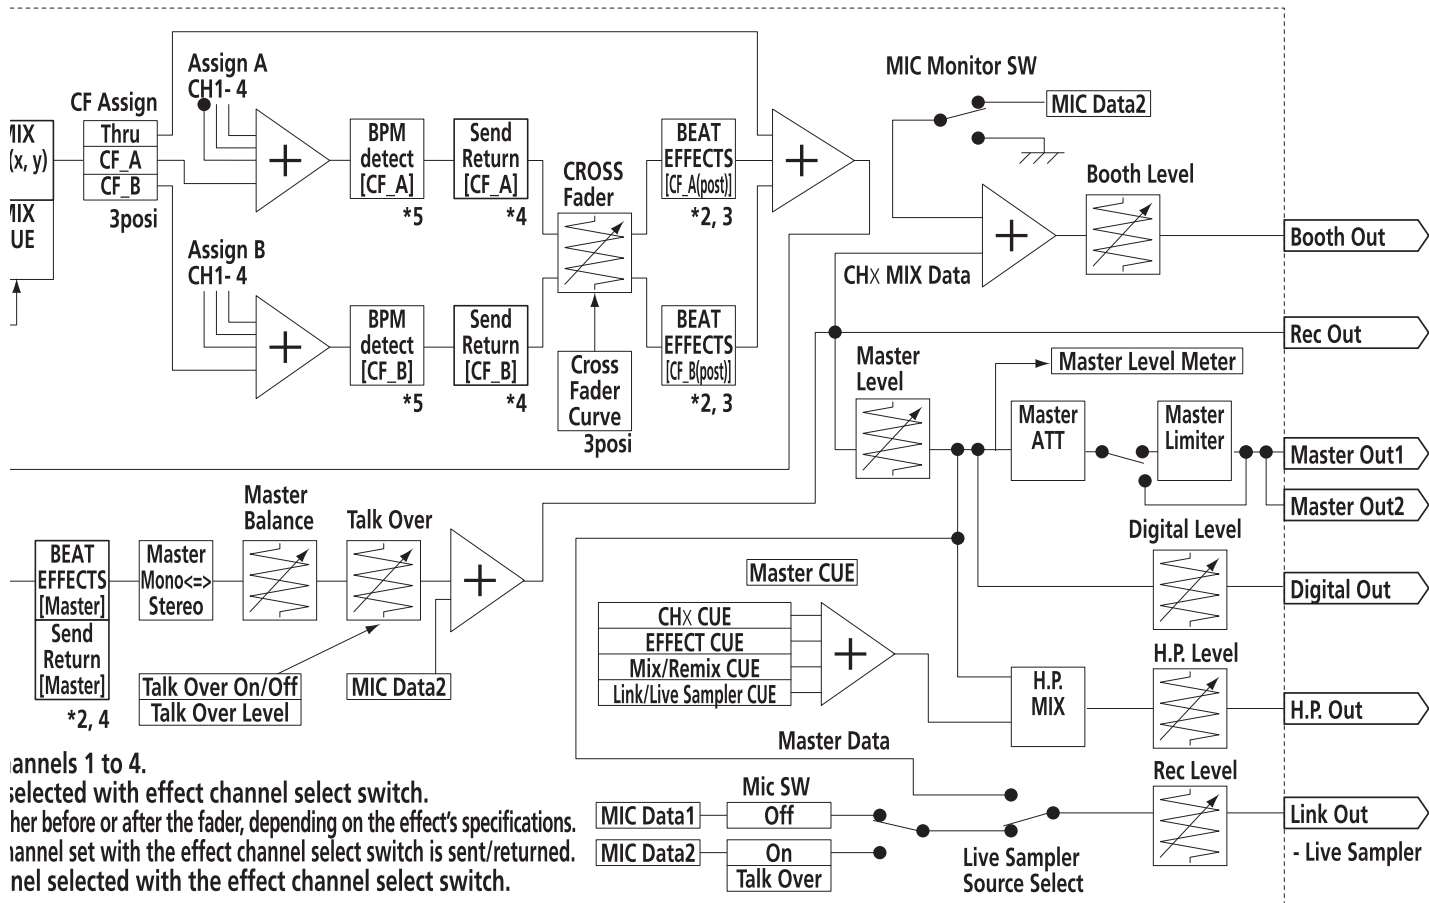 Assign A
CH1- 4
CF Assign
MIX
(x, y)
MIX
UE
Thru
CF_A
CF_B
3posi
+
BPM
detect
[CF_A]
*5
Send
Return
[CF_A]
*4
CROSS
Fader
BEAT
EFFECTS
[CF_A(post)]
*2, 3
+
Assign B
CH1- 4
+
BPM
detect
[CF_B]
*5
Send
Return
[CF_B]
*4
Cross
Fader
Curve
3posi
BEAT
EFFECTS
[CF_B(post)]
*2, 3
MIC Monitor SW
MIC Data2
Booth Level
+
CHX MIX Data
Booth Out
Rec Out
Master
Level
Master Level Meter
Master
ATT
Master
Limiter
Master Out1
Master Out2
Digital Level
Digital Out
BEAT
EFFECTS
[Master]
Send
Return
[Master]
*2, 4
Master
Mono<=>
Stereo
Master
Balance
Talk Over
+
Talk Over On/Off
Talk Over Level
MIC Data2
Master CUE
CHX CUE
EFFECT CUE
Mix/Remix CUE
Link/Live Sampler CUE
+
H.P.
MIX
H.P. Level
H.P. Out
Master Data
Mic SW
MIC Data1
Off
MIC Data2
On
Talk Over
Live Sampler
Source Select
Rec Level
Link Out
- Live Sampler
annels 1 to 4.
selected with effect channel select switch.
her before or after the fader, depending on the effect's specifications.
hannel set with the effect channel select switch is sent/returned.
nel selected with the effect channel select switch.